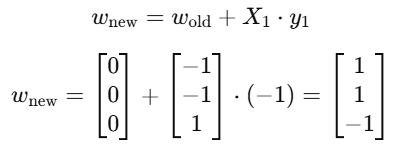 w_new = w_old + X_1 · y_1
w_new = [0 0 0] + [−1 −1 1] · (−1) = [1 1 −1]